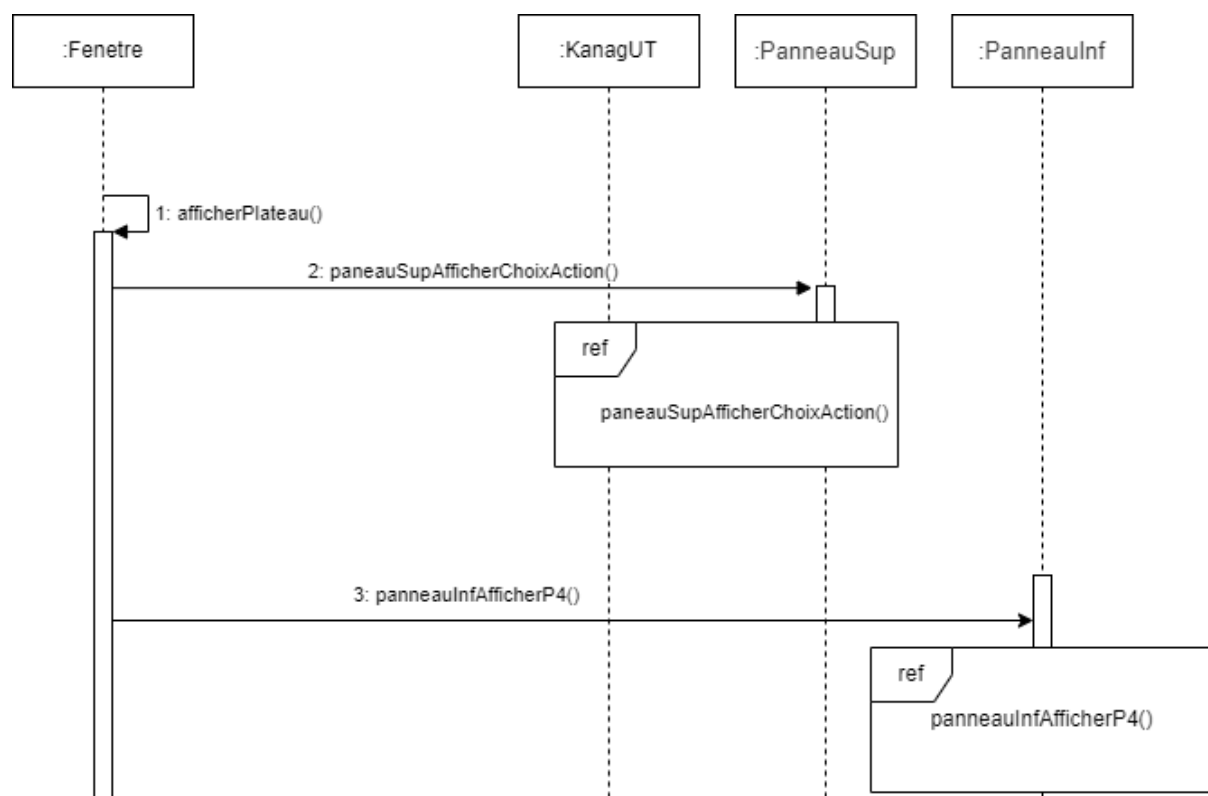 :Fenetre
:KanagUT
:PanneauSup
:PanneauInf
1: afficherPlateau()
2: paneauSupAfficherChoixAction()
ref
paneauSupAfficherChoixAction()
3: panneauInfAfficherP4()
ref
panneauInfAfficherP4()